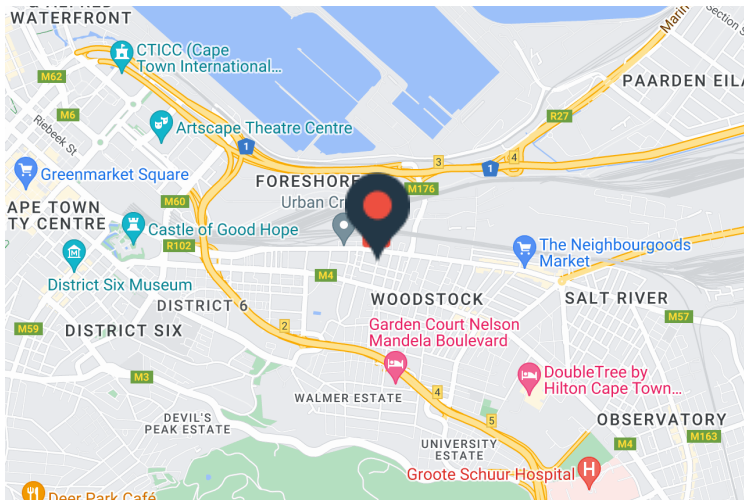 WATERFRONT
CTICC (Cape
Town International...
M62
M6
Riebeek St
Artscape Theatre Centre
1
Greenmarket Square
M60
APE TOWN
TY CENTRE
Castle of Good Hope
R102
District Six Museum
DISTRICT 6
M59
DISTRICT SIX
M3
DEVIL'S
PEAK ESTATE
Deer Park Café
FORESHORE
Urban Cr
M176
3
1
4
R27
Marin
Section S
PAARDEN EILA
The Neighbourgoods
Market
M4
WOODSTOCK
SALT RIVER
M57
2
Garden Court Nelson
Mandela Boulevard
DoubleTree by
Hilton Cape Town...
WALMER ESTATE
4
5
OBSERVATORY
M4
M163
UNIVERSITY
ESTATE
Groote Schuur Hospital
H